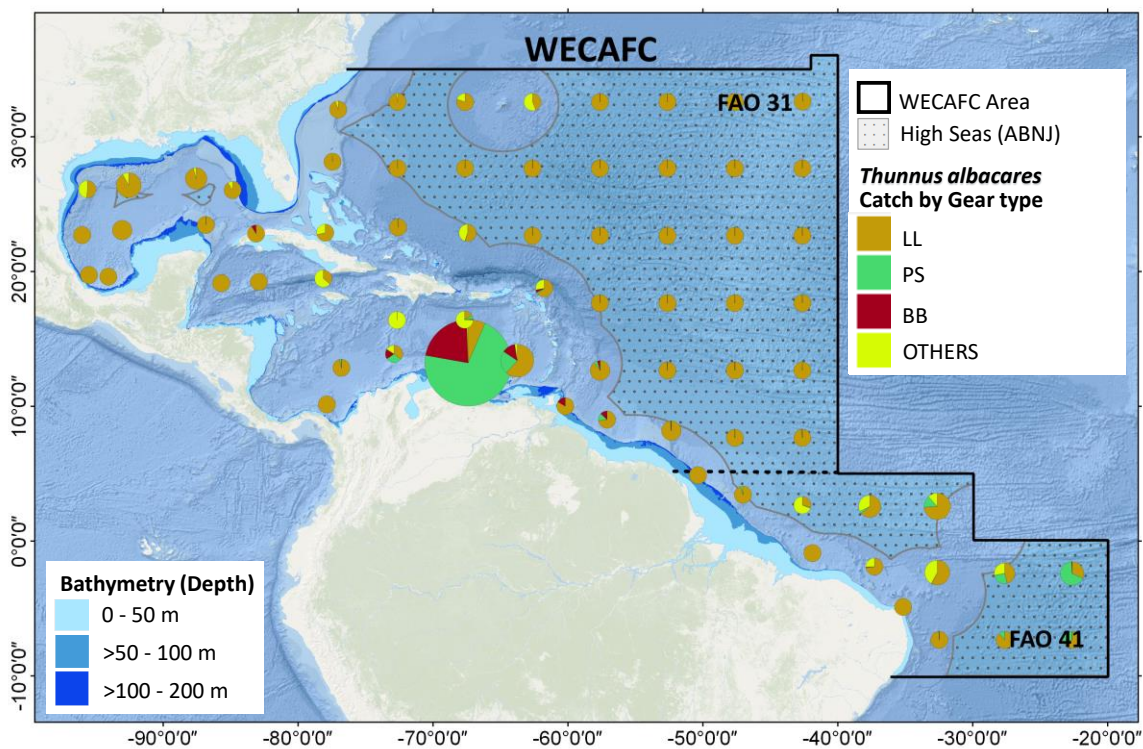 WECAFC
FAO 31
WECAFC Area
High Seas (ABNJ)
Thunnus albacares
Catch by Gear type
LL
PS
BB
OTHERS
30°0'0"
20°0'0"
10°0'0"
0°0'0"
-10°0'0"
Bathymetry (Depth)
0 - 50 m
>50 - 100 m
>100 - 200 m
FAO 41
-90°0'0"
-80°0'0"
-70°0'0"
-60°0'0"
-50°0'0"
-40°0'0"
-30°0'0"
-20°0'0"